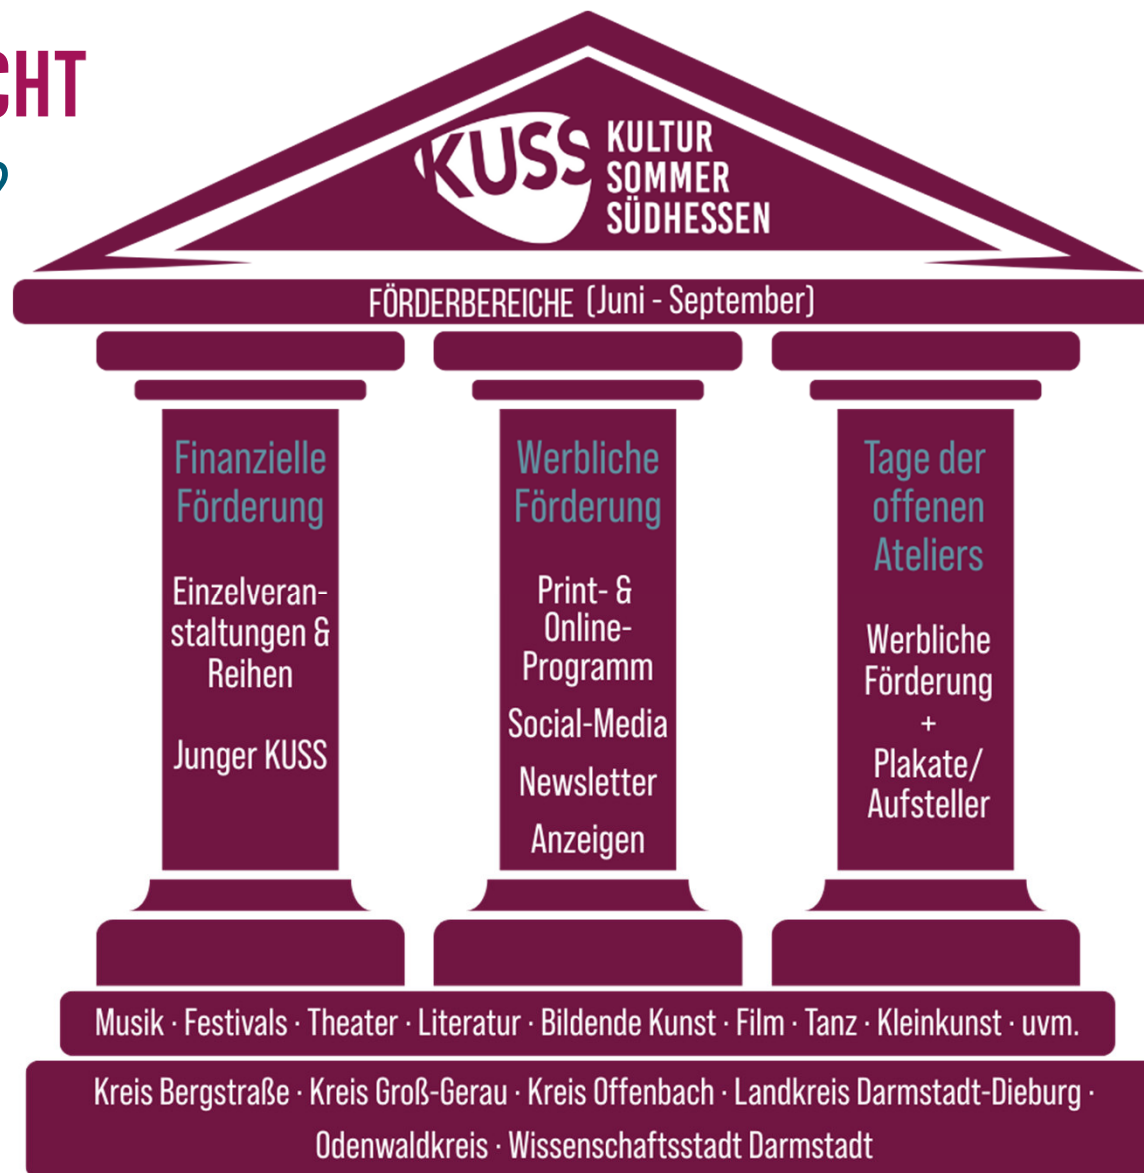 CHT
KUSS KULTUR
SOMMER
SÜDHESSEN
FÖRDERBEREICHE (Juni - September)
Finanzielle
Förderung
Einzelveran-
staltungen &
Reihen
Junger KUSS
Werbliche
Förderung
Print- &
Online-
Programm
Social-Media
Newsletter
Anzeigen
Tage der
offenen
Ateliers
Werbliche
Förderung
+
Plakate/
Aufsteller
Musik · Festivals · Theater · Literatur · Bildende Kunst · Film · Tanz · Kleinkunst · uvm.
Kreis Bergstraße · Kreis Groß-Gerau · Kreis Offenbach · Landkreis Darmstadt-Dieburg ·
Odenwaldkreis · Wissenschaftsstadt Darmstadt